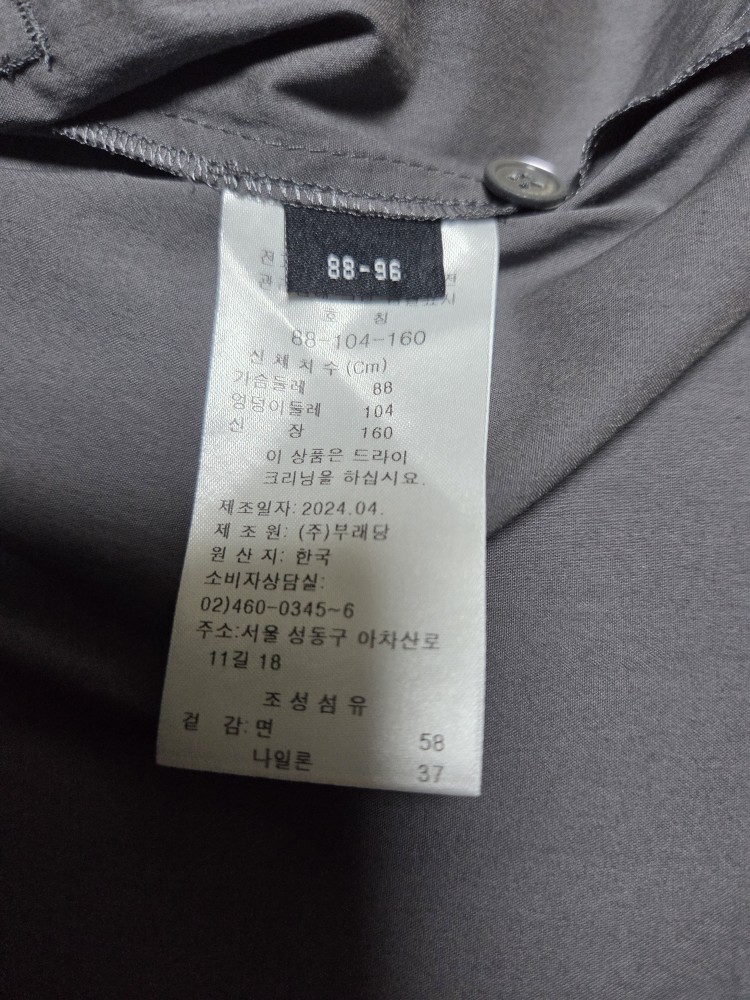 88-96
호 칭
88-104-160
신체치수(Cm)
가슴둘레 88
엉덩이둘레 104
신 장 160
이 상품은 드라이
크리닝을 하십시요.
제조일자: 2024.04.
제 조 원: (주)부래당
원 산 지: 한국
소비자상담실:
02)460-0345~6
주소:서울 성동구 아차산로
11길 18
조 성 섬 유
겉 감: 면 58
나일론 37